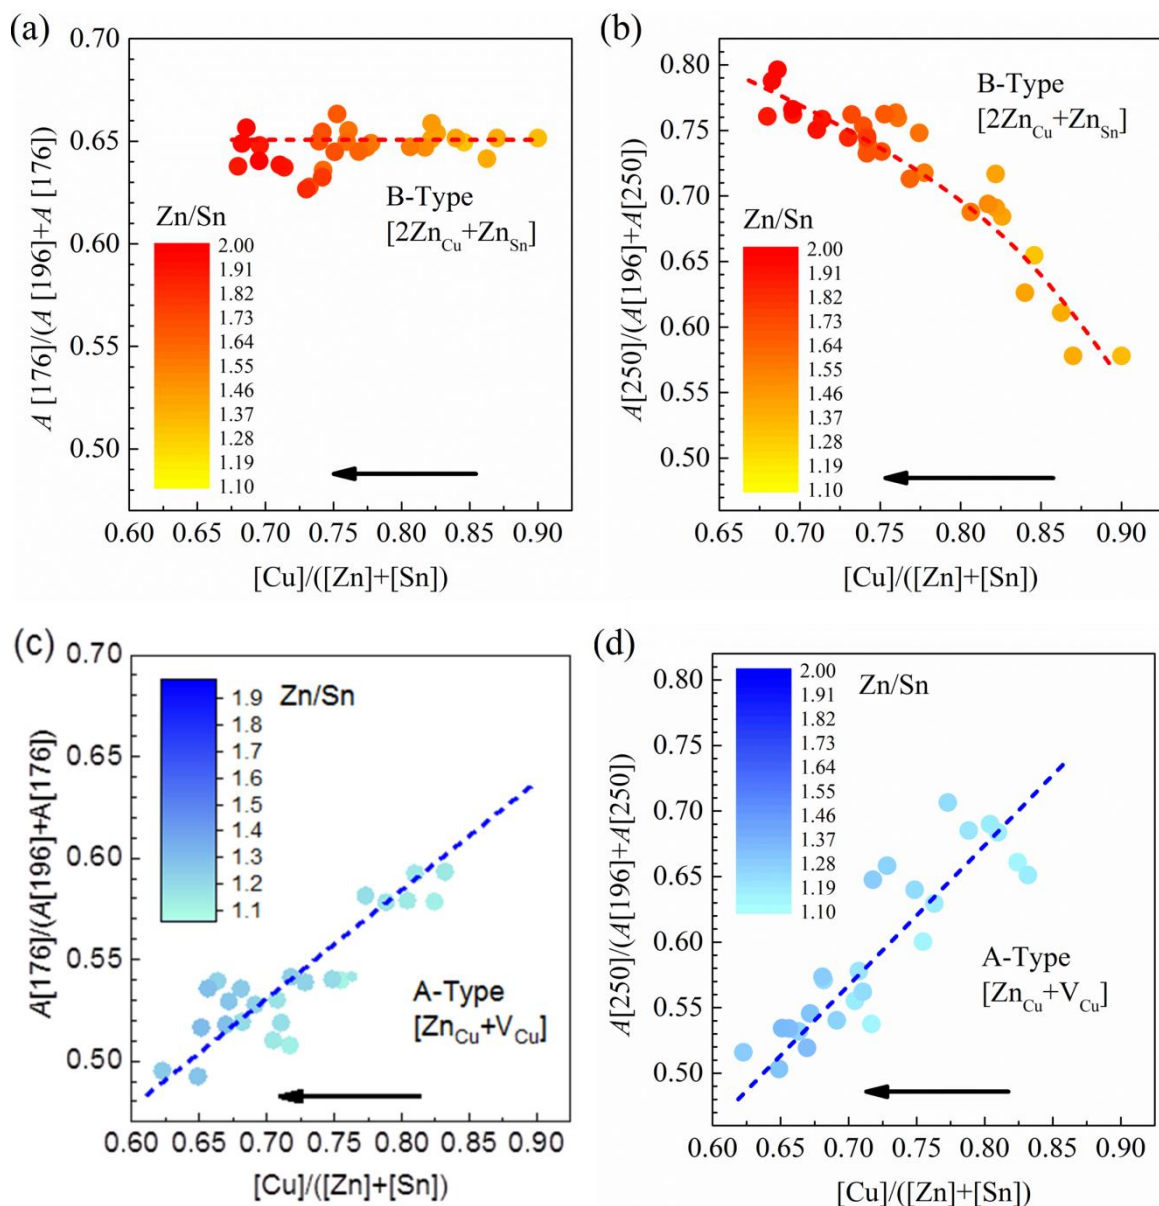 (a)
0.70
0.65
0.60
0.55
0.50
A [176]/(A [196]+A [176])
B-Type
[2ZnCu+ZnSn]
Zn/Sn
2.00
1.91
1.82
1.73
1.64
1.55
1.46
1.37
1.28
1.19
1.10
0.60 0.65 0.70 0.75 0.80 0.85 0.90
[Cu]/([Zn]+[Sn])
(b)
0.80
0.75
0.70
0.65
0.60
0.55
0.50
A[250]/(A[196]+A[250])
B-Type
[2ZnCu+ZnSn]
Zn/Sn
2.00
1.91
1.82
1.73
1.64
1.55
1.46
1.37
1.28
1.19
1.10
0.60 0.65 0.70 0.75 0.80 0.85 0.90
[Cu]/([Zn]+[Sn])
(c)
0.70
0.65
0.60
0.55
0.50
A[176]/(A[196]+A[176])
Zn/Sn
1.9
1.8
1.7
1.6
1.5
1.4
1.3
1.2
1.1
A-Type
[ZnCu+VCu]
0.60 0.65 0.70 0.75 0.80 0.85 0.90
[Cu]/([Zn]+[Sn])
(d)
0.80
0.75
0.70
0.65
0.60
0.55
0.50
A[250]/(A[196]+A[250])
Zn/Sn
2.00
1.91
1.82
1.73
1.64
1.55
1.46
1.37
1.28
1.19
1.10
A-Type
[ZnCu+VCu]
0.60 0.65 0.70 0.75 0.80 0.85 0.90
[Cu]/([Zn]+[Sn])